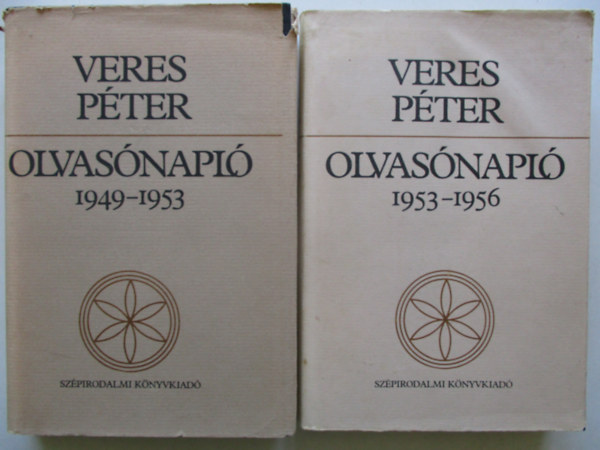 VERES
PÉTER
OLVASÓNAPLÓ
1949–1953
SZÉPIRODALMI KÖNYVKIADÓ
VERES
PÉTER
OLVASÓNAPLÓ
1953–1956
SZÉPIRODALMI KÖNYVKIADÓ